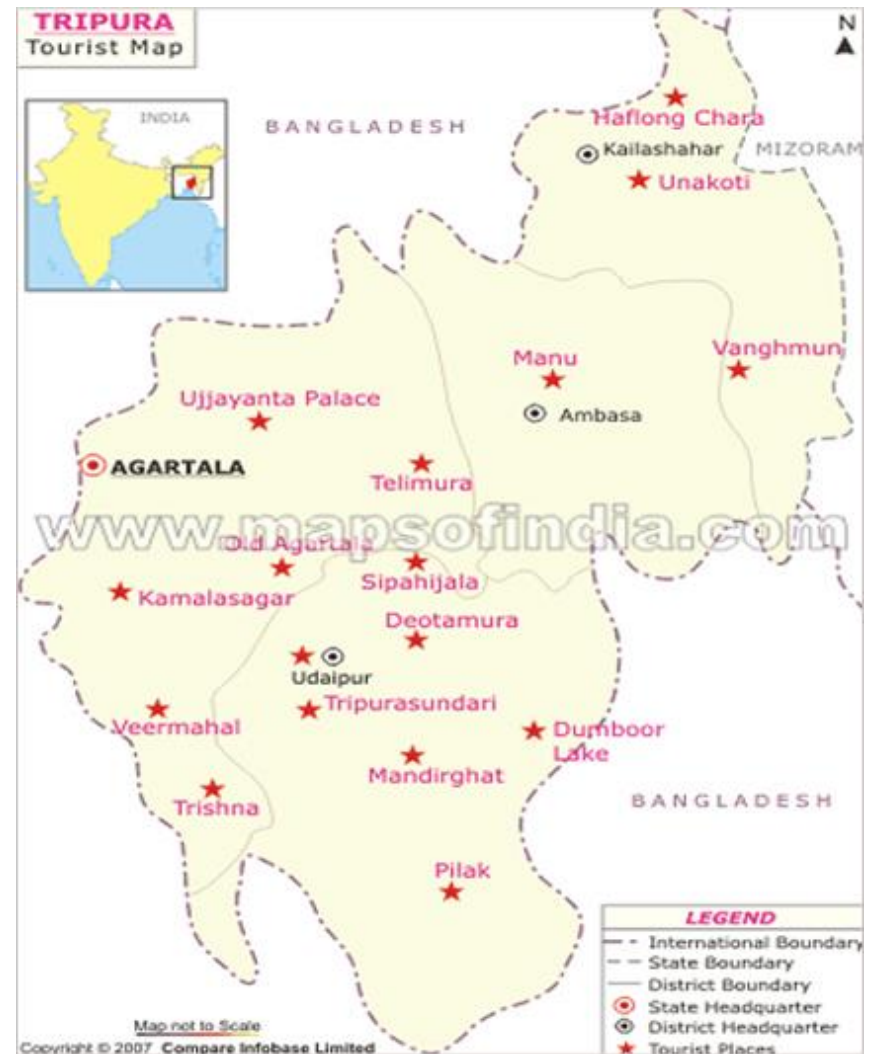 TRIPURA
Tourist Map
N
INDIA
BANGLADESH
Haflong Chara
Kailashahar
MIZORAM
Unakoti
Manu
Vanghmun
Ujjayanta Palace
Ambasa
AGARTALA
Telimura
www.mapsofindia.com
Old Agartala
Sipahijala
Kamalasagar
Deotamura
Udaipur
Tripurasundari
Veermahal
Dumboor
Lake
Mandirghat
Trishna
BANGLADESH
Pilak
LEGEND
International Boundary
State Boundary
District Boundary
State Headquarter
District Headquarter
Tourist Places
Map not to Scale
Copyright © 2007 Compare Infobase Limited